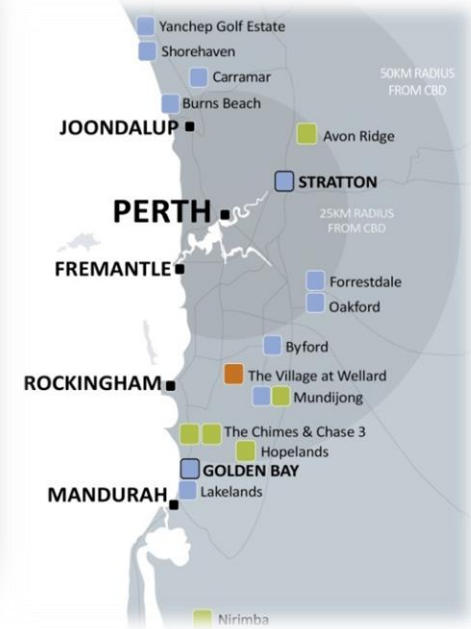 Yanchep Golf Estate
Shorehaven
Carramar
50KM RADIUS
FROM CBD
Burns Beach
JOONDALUP
Avon Ridge
STRATTON
PERTH
25KM RADIUS
FROM CBD
FREMANTLE
Forrestdale
Oakford
Byford
The Village at Wellard
ROCKINGHAM
Mundijong
The Chimes & Chase 3
Hopelands
GOLDEN BAY
Lakelands
MANDURAH
Nirimba